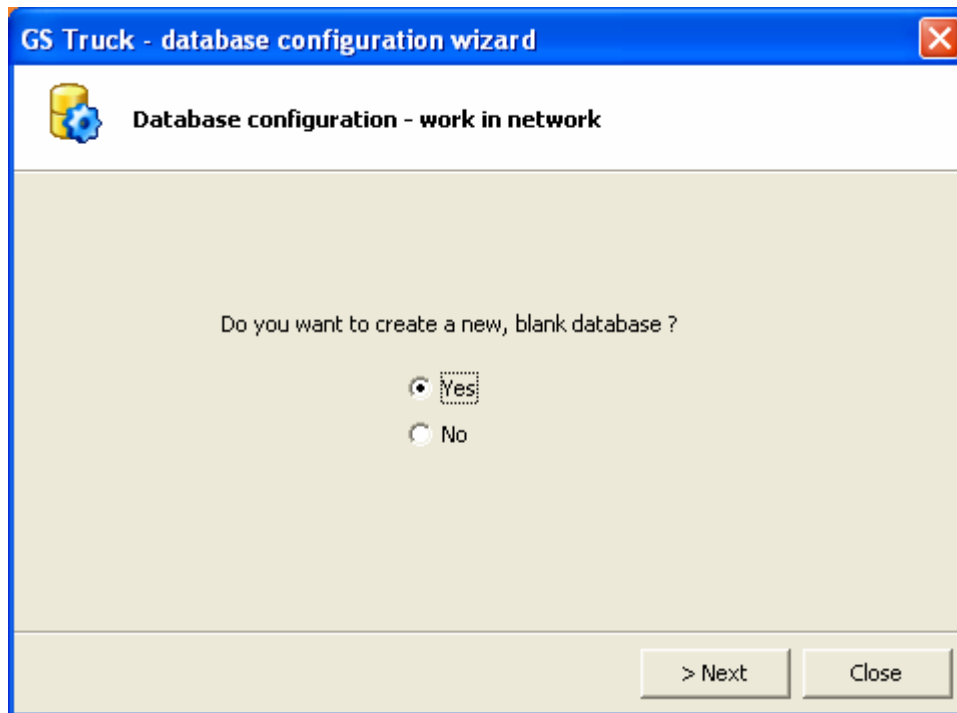 GS Truck - database configuration wizard
Database configuration - work in network
Do you want to create a new, blank database ?
Yes
No
> Next
Close